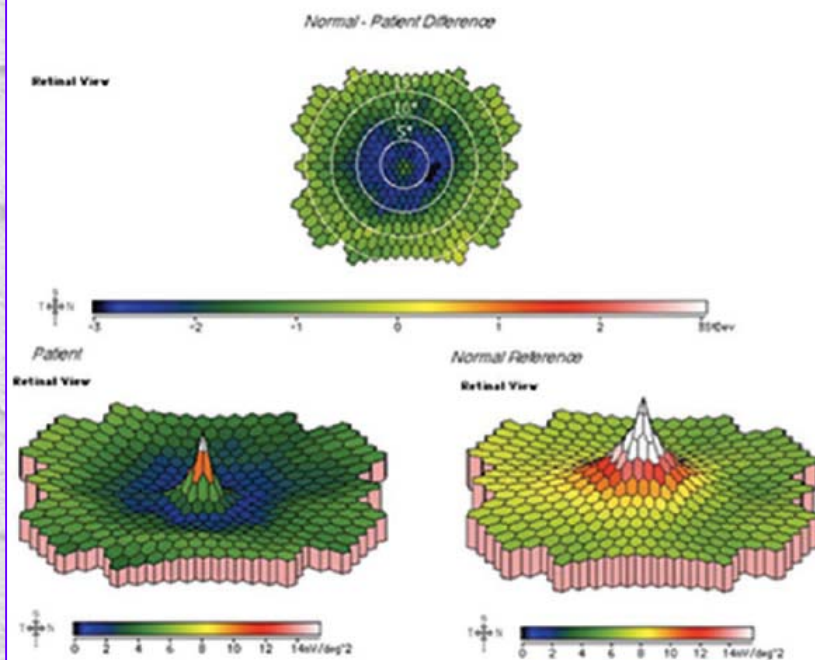 Normal - Patient Difference
Retinal View
15°
10°
5°
S
T N
I
-3 -2 -1 0 1 2 3StDev
Patient
Normal Reference
Retinal View
Retinal View
S
T N
I
0 2 4 6 8 10 12 14nV/deg^2
S
T N
I
0 2 4 6 8 10 12 14nV/deg^2